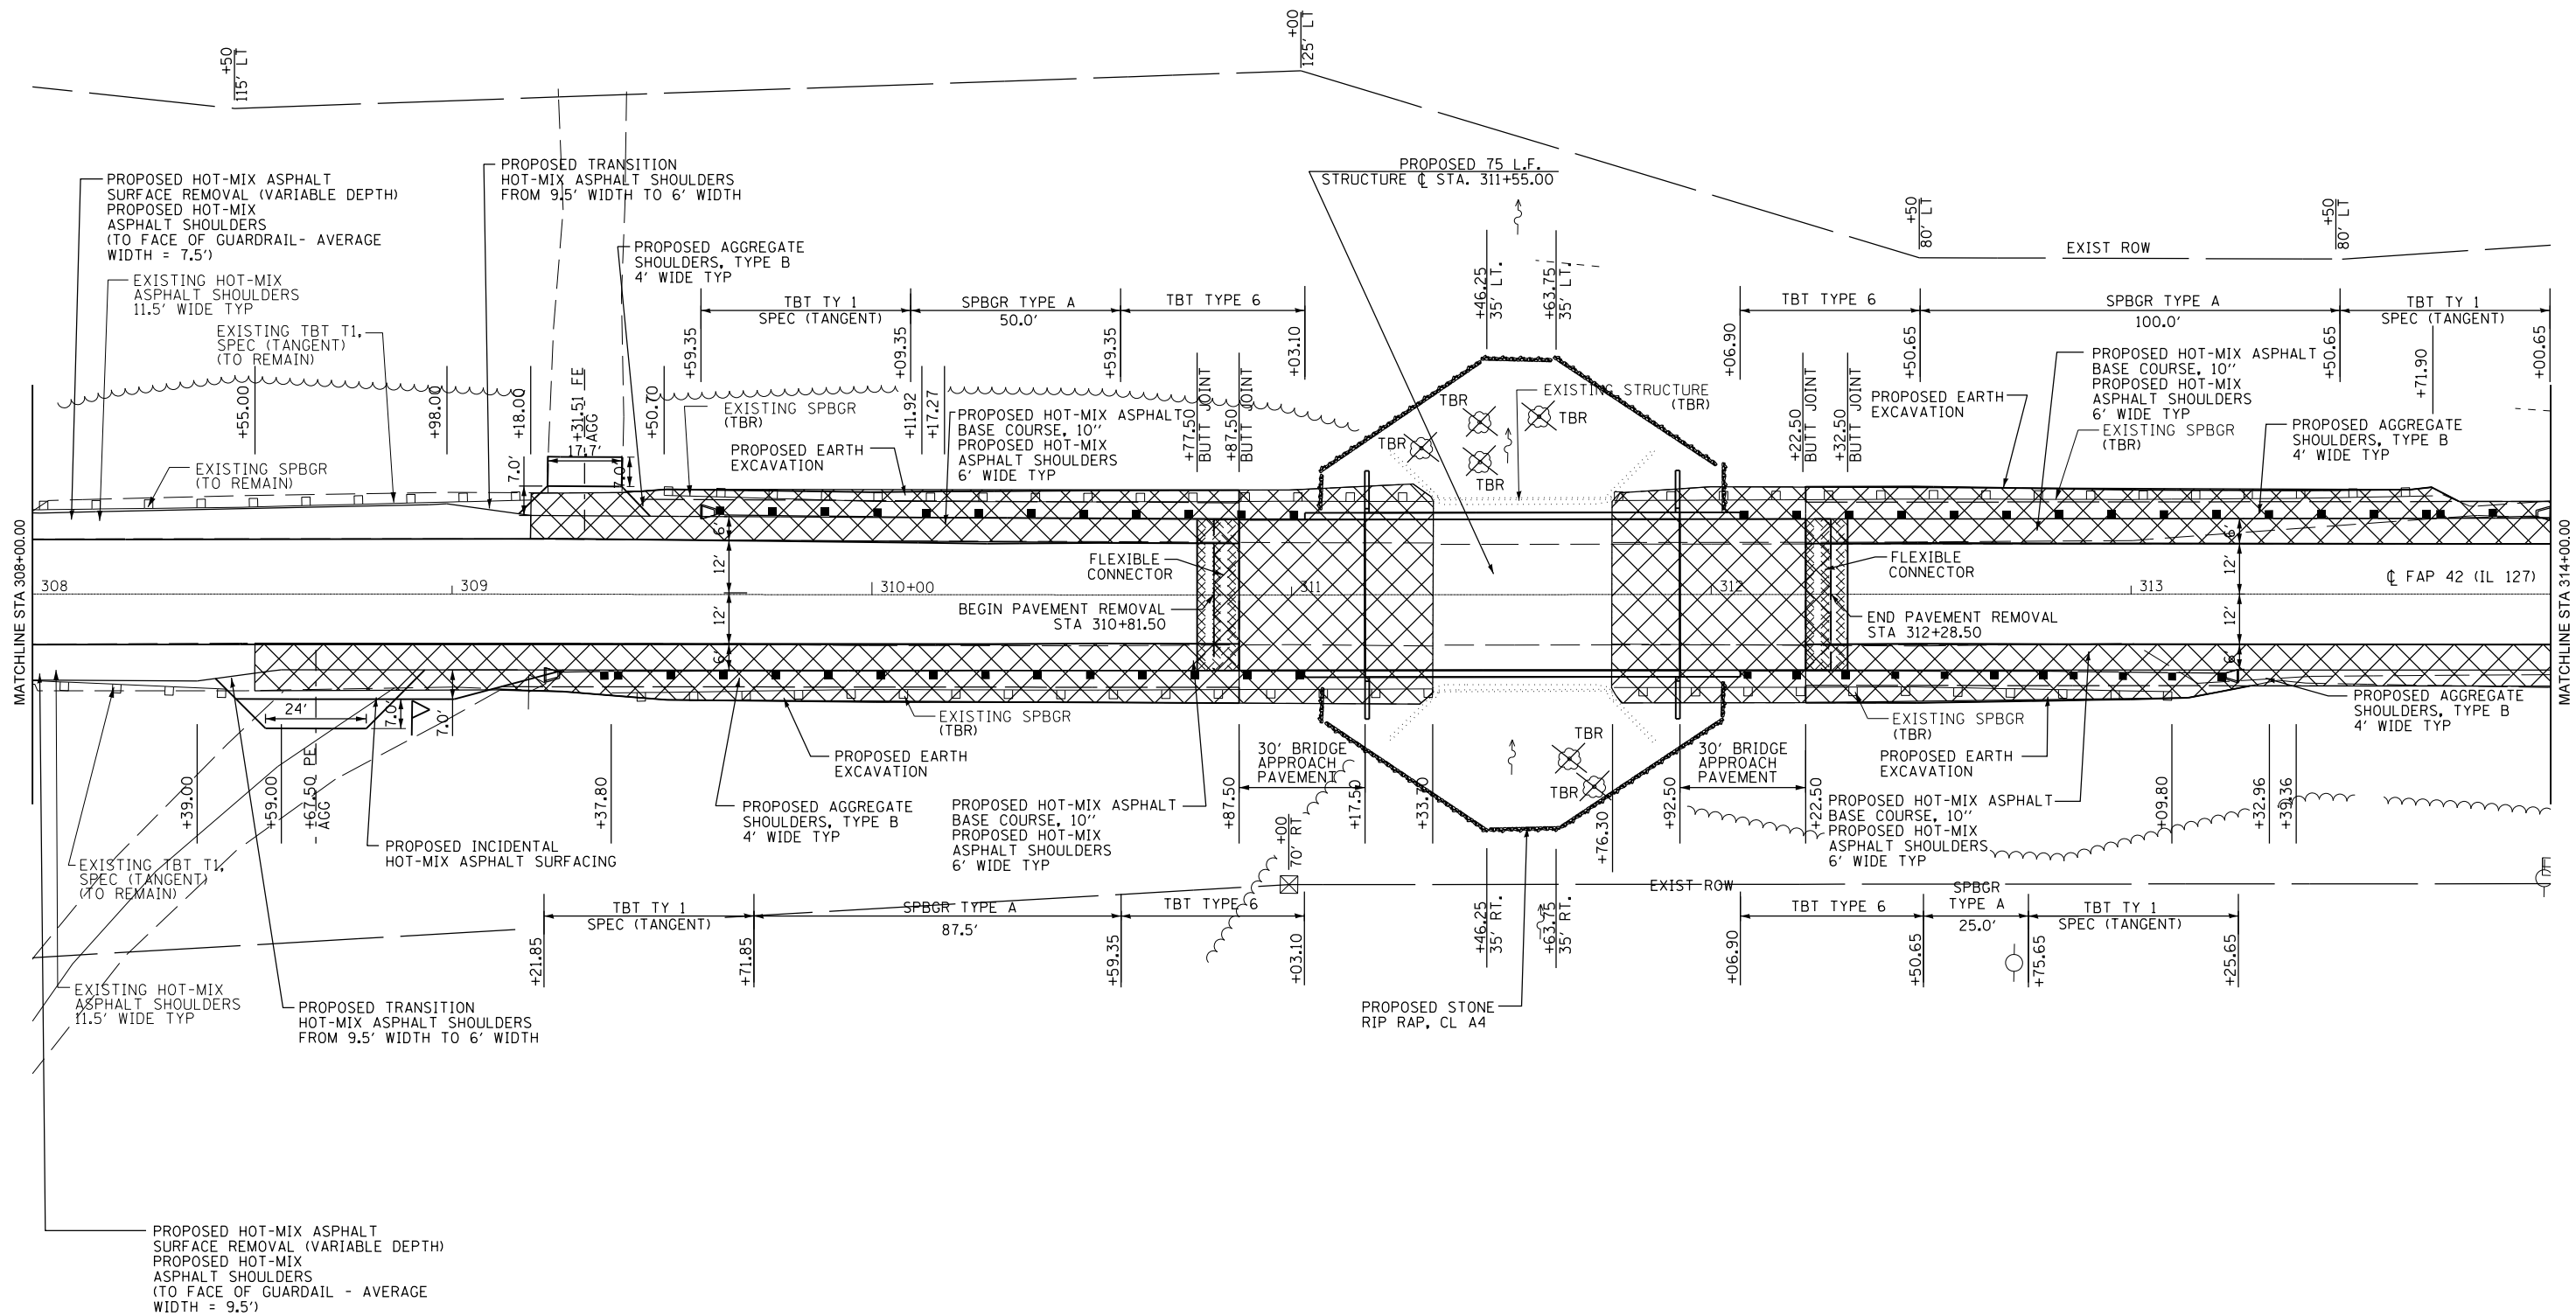 +50
115' LT
+00
125' LT
+50
80' LT
+50
80' LT
EXIST ROW
PROPOSED HOT-MIX ASPHALT
SURFACE REMOVAL (VARIABLE DEPTH)
PROPOSED HOT-MIX
ASPHALT SHOULDERS
(TO FACE OF GUARDRAIL- AVERAGE
WIDTH = 7.5')
PROPOSED TRANSITION
HOT-MIX ASPHALT SHOULDERS
FROM 9.5' WIDTH TO 6' WIDTH
PROPOSED 75 L.F.
STRUCTURE ℄ STA. 311+55.00
PROPOSED AGGREGATE
SHOULDERS, TYPE B
4' WIDE TYP
EXISTING HOT-MIX
ASPHALT SHOULDERS
11.5' WIDE TYP
EXISTING TBT T1,
SPEC (TANGENT)
(TO REMAIN)
EXISTING SPBGR
(TO REMAIN)
TBT TY 1
SPEC (TANGENT)
SPBGR TYPE A
50.0'
TBT TYPE 6
+46.25
35' LT.
+63.75
35' LT.
TBT TYPE 6
SPBGR TYPE A
100.0'
TBT TY 1
SPEC (TANGENT)
+55.00
+98.00
+18.00
+31.51 FE
AGG
17.7'
7.0'
7.0'
+50.70
+59.35
+09.35
+11.92
+17.27
+59.35
+77.50
BUTT JOINT
+87.50
BUTT JOINT
+03.10
+06.90
+22.50
BUTT JOINT
+32.50
BUTT JOINT
+50.65
+50.65
+71.90
+00.65
EXISTING SPBGR
(TBR)
PROPOSED EARTH
EXCAVATION
PROPOSED HOT-MIX ASPHALT
BASE COURSE, 10"
PROPOSED HOT-MIX
ASPHALT SHOULDERS
6' WIDE TYP
EXISTING STRUCTURE
(TBR)
TBR
TBR
TBR
TBR
PROPOSED EARTH
EXCAVATION
PROPOSED HOT-MIX ASPHALT
BASE COURSE, 10"
PROPOSED HOT-MIX
ASPHALT SHOULDERS
6' WIDE TYP
EXISTING SPBGR
(TBR)
PROPOSED AGGREGATE
SHOULDERS, TYPE B
4' WIDE TYP
MATCHLINE STA 308+00.00
308
309
310+00
311
312
313
6'
12'
12'
6'
6'
12'
12'
6'
FLEXIBLE
CONNECTOR
BEGIN PAVEMENT REMOVAL
STA 310+81.50
FLEXIBLE
CONNECTOR
END PAVEMENT REMOVAL
STA 312+28.50
℄ FAP 42 (IL 127)
MATCHLINE STA 314+00.00
24'
7.0'
7.0'
+39.00
+59.00
+67.50 PE
AGG
+37.80
EXISTING SPBGR
(TBR)
PROPOSED EARTH
EXCAVATION
PROPOSED AGGREGATE
SHOULDERS, TYPE B
4' WIDE TYP
PROPOSED HOT-MIX ASPHALT
BASE COURSE, 10"
PROPOSED HOT-MIX
ASPHALT SHOULDERS
6' WIDE TYP
+87.50
30' BRIDGE
APPROACH
PAVEMENT
+17.50
+33.70
TBR
TBR
+76.30
+92.50
30' BRIDGE
APPROACH
PAVEMENT
+22.50
EXISTING SPBGR
(TBR)
PROPOSED EARTH
EXCAVATION
PROPOSED HOT-MIX ASPHALT
BASE COURSE, 10"
PROPOSED HOT-MIX
ASPHALT SHOULDERS
6' WIDE TYP
+09.80
+32.96
+39.36
PROPOSED AGGREGATE
SHOULDERS, TYPE B
4' WIDE TYP
PROPOSED INCIDENTAL
HOT-MIX ASPHALT SURFACING
EXISTING TBT T1,
SPEC (TANGENT)
(TO REMAIN)
+00
70' RT
EXIST ROW
TBT TY 1
SPEC (TANGENT)
SPBGR TYPE A
87.5'
TBT TYPE 6
+46.25
35' RT.
+63.75
35' RT.
TBT TYPE 6
SPBGR
TYPE A
25.0'
TBT TY 1
SPEC (TANGENT)
+21.85
+71.85
+59.35
+03.10
+06.90
+50.65
+75.65
+25.65
EXISTING HOT-MIX
ASPHALT SHOULDERS
11.5' WIDE TYP
PROPOSED TRANSITION
HOT-MIX ASPHALT SHOULDERS
FROM 9.5' WIDTH TO 6' WIDTH
PROPOSED STONE
RIP RAP, CL A4
PROPOSED HOT-MIX ASPHALT
SURFACE REMOVAL (VARIABLE DEPTH)
PROPOSED HOT-MIX
ASPHALT SHOULDERS
(TO FACE OF GUARDAIL - AVERAGE
WIDTH = 9.5')